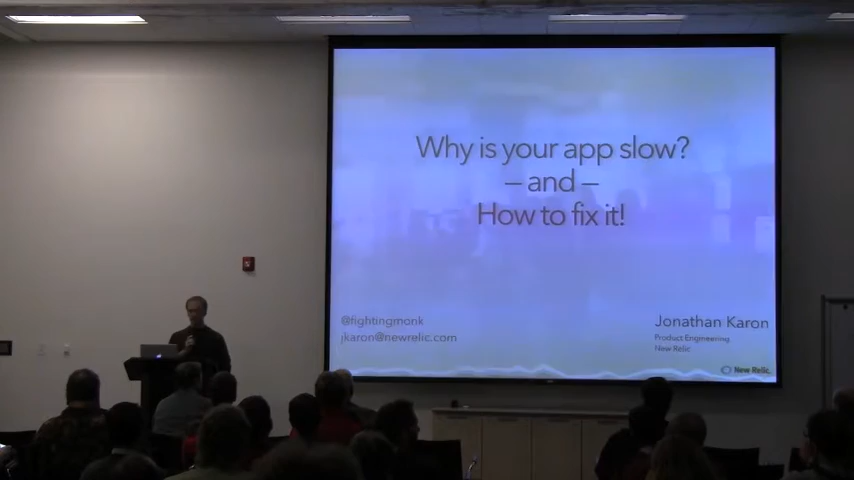 Why is your app slow?
– and –
How to fix it!
@fightingmonk
jkaron@newrelic.com
Jonathan Karon
Product Engineering
New Relic
New Relic